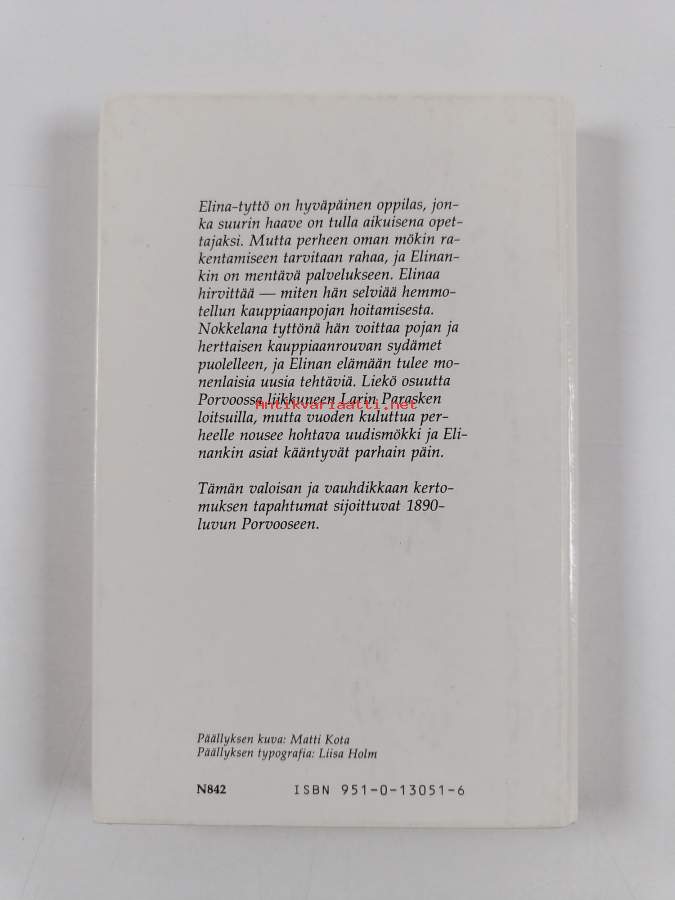 Elina-tyttö on hyväpäinen oppilas, jon-
ka suurin haave on tulla aikuisena opet-
tajaksi. Mutta perheen oman mökin ra-
kentamiseen tarvitaan rahaa, ja Elinan-
kin on mentävä palvelukseen. Elinaa
hirvittää — miten hän selviää hemmo-
tellun kauppiaanpojan hoitamisesta.
Nokkelana tyttönä hän voittaa pojan ja
herttaisen kauppiaanrouvan sydämet
puolelleen, ja Elinan elämään tulee mo-
nenlaisia uusia tehtäviä. Liekö osuutta
Porvoossa liikkuneen Larin Parasken
Antikvariaatti.net
loitsuilla, mutta vuoden kuluttua per-
heelle nousee hohtava uudismökki ja Eli-
nankin asiat kääntyvät parhain päin.
Tämän valoisan ja vauhdikkaan kerto-
muksen tapahtumat sijoittuvat 1890-
luvun Porvooseen.
Päällyksen kuva: Matti Kota
Päällyksen typografia: Liisa Holm
N842 ISBN 951-0-13051-6